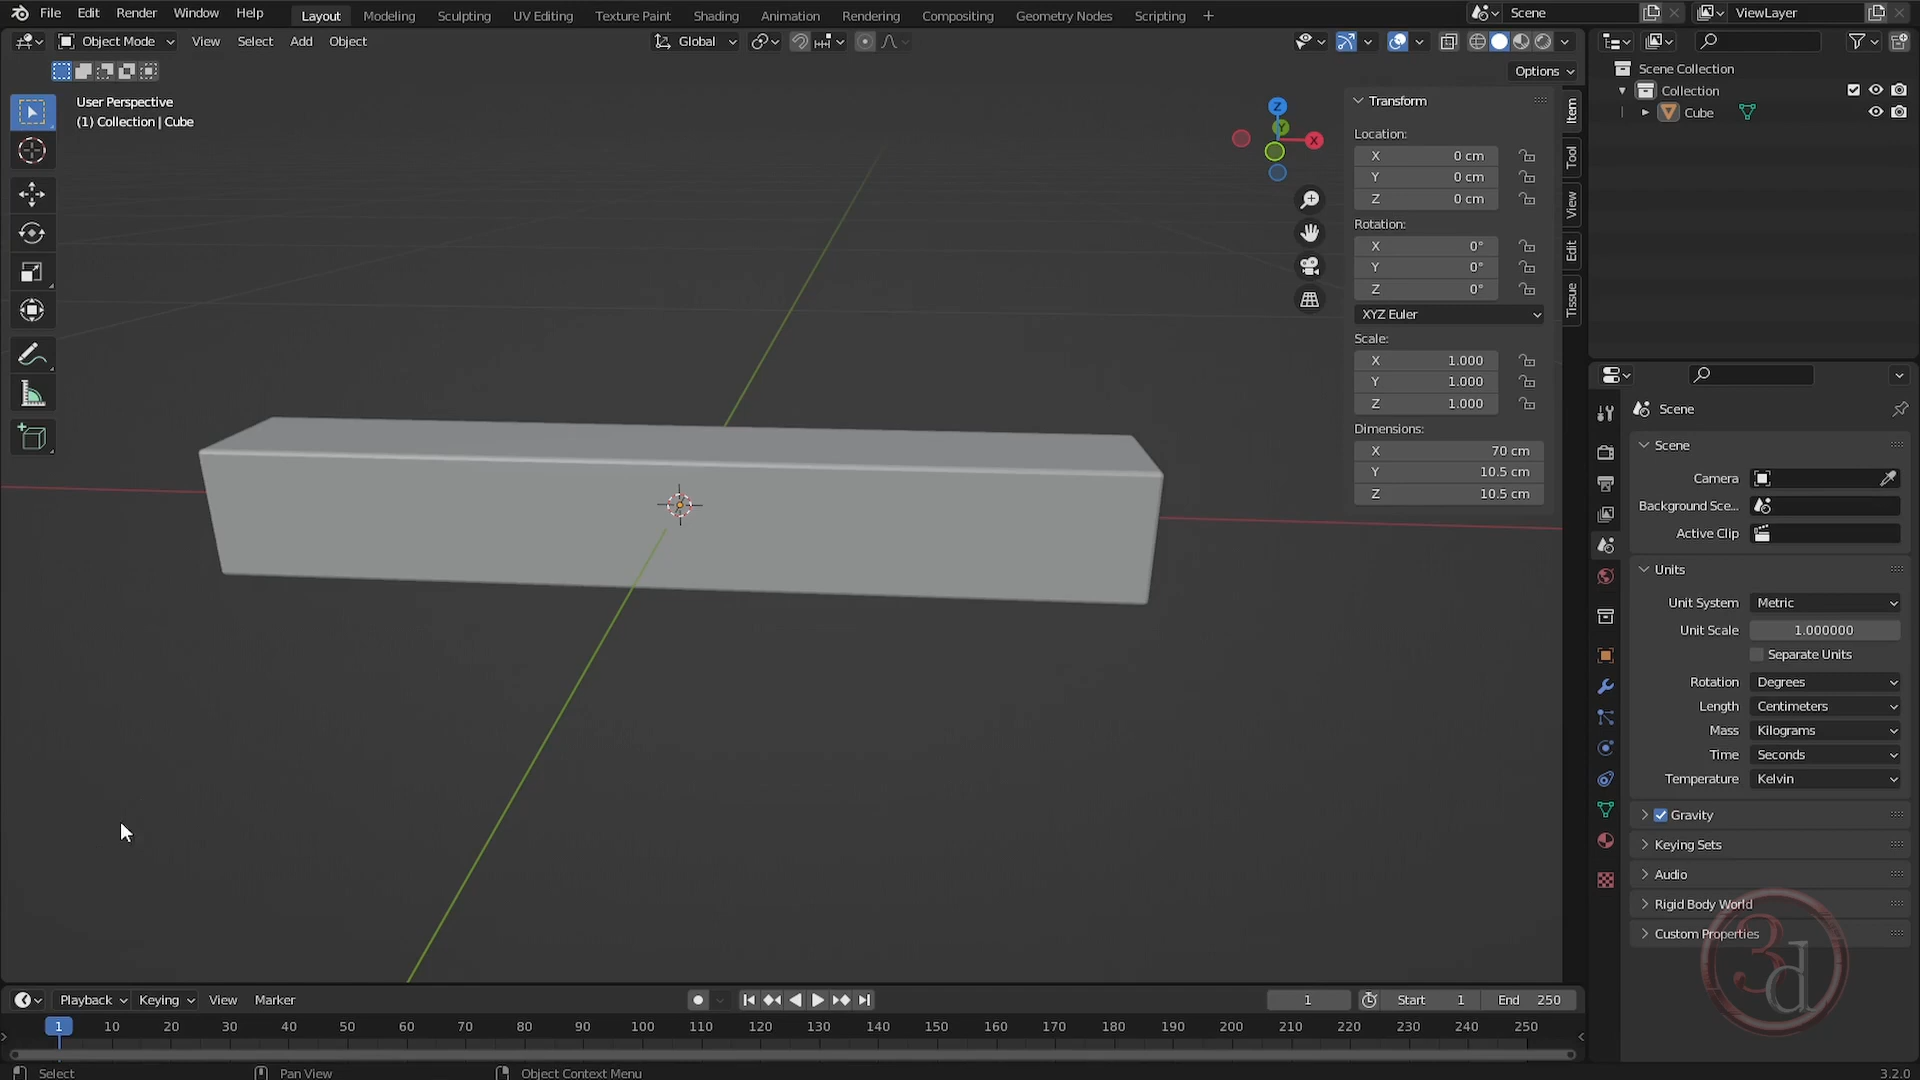 File Edit Render Window Help Layout Modeling Sculpting UV Editing Texture Paint Shading Animation Rendering Compositing Geometry Nodes Scripting + Scene ViewLayer
Object Mode View Select Add Object Global
Options
User Perspective
(1) Collection | Cube
Z
Y
X
Transform
Location:
X 0 cm
Y 0 cm
Z 0 cm
Rotation:
X 0°
Y 0°
Z 0°
XYZ Euler
Scale:
X 1.000
Y 1.000
Z 1.000
Dimensions:
X 70 cm
Y 10.5 cm
Z 10.5 cm
Item
Tool
View
Edit
Tissue
Scene Collection
Collection
Cube
Scene
Scene
Camera
Background Sce...
Active Clip
Units
Unit System Metric
Unit Scale 1.000000
Separate Units
Rotation Degrees
Length Centimeters
Mass Kilograms
Time Seconds
Temperature Kelvin
Gravity
Keying Sets
Audio
Rigid Body World
Custom Properties
3d
Playback Keying View Marker 1 Start 1 End 250
1 10 20 30 40 50 60 70 80 90 100 110 120 130 140 150 160 170 180 190 200 210 220 230 240 250
Select Pan View Object Context Menu 3.2.0